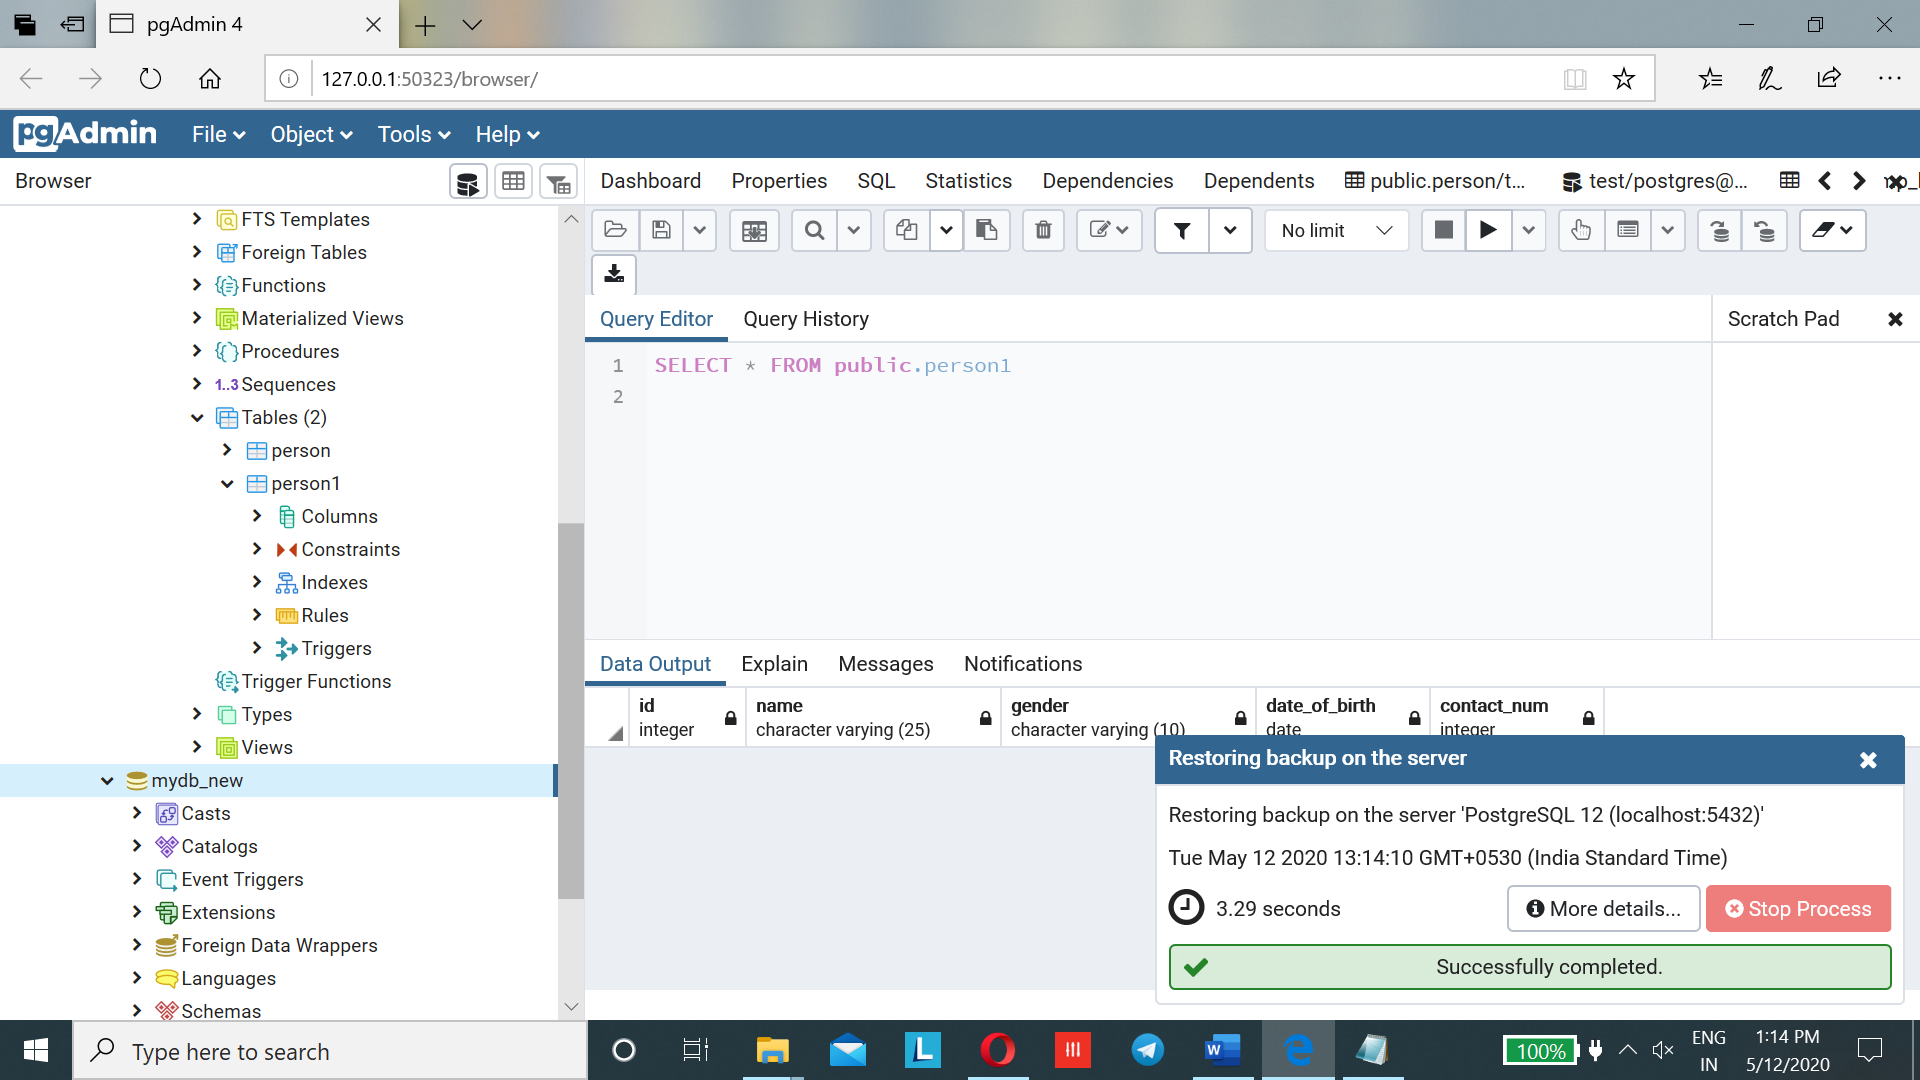 pgAdmin 4
127.0.0.1:50323/browser/
pgAdmin File Object Tools Help
Browser
Dashboard Properties SQL Statistics Dependencies Dependents public.person/t... test/postgres@...
No limit
FTS Templates
Foreign Tables
Functions
Materialized Views
Procedures
1..3 Sequences
Tables (2)
person
person1
Columns
Constraints
Indexes
Rules
Triggers
Trigger Functions
Types
Views
mydb_new
Casts
Catalogs
Event Triggers
Extensions
Foreign Data Wrappers
Languages
Schemas
Query Editor Query History
Scratch Pad
1 SELECT * FROM public.person1
2
Data Output Explain Messages Notifications
id name gender date_of_birth contact_num
integer character varying (25) character varying (10) date integer
Restoring backup on the server
Restoring backup on the server 'PostgreSQL 12 (localhost:5432)'
Tue May 12 2020 13:14:10 GMT+0530 (India Standard Time)
3.29 seconds More details... Stop Process
Successfully completed.
Type here to search
L
W
100%
ENG
IN
1:14 PM
5/12/2020